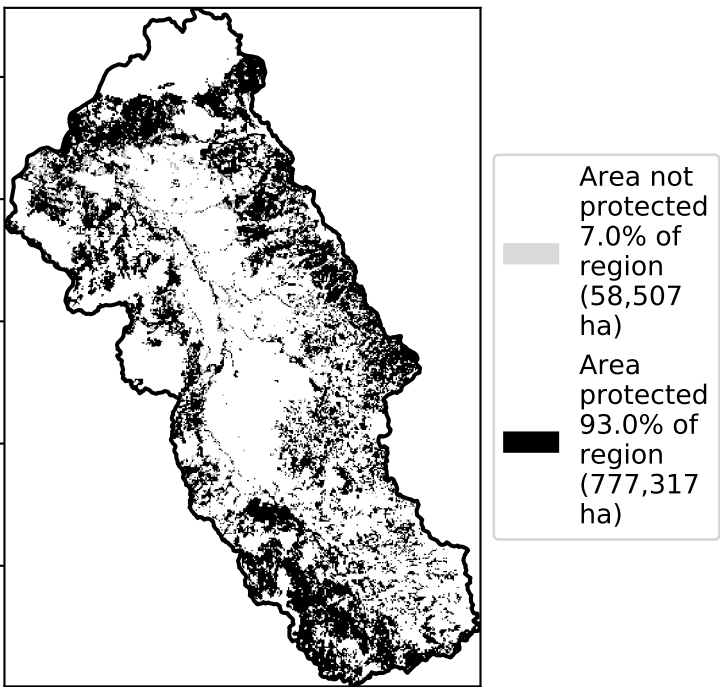 Area not
protected
7.0% of
region
(58,507
ha)
Area
protected
93.0% of
region
(777,317
ha)